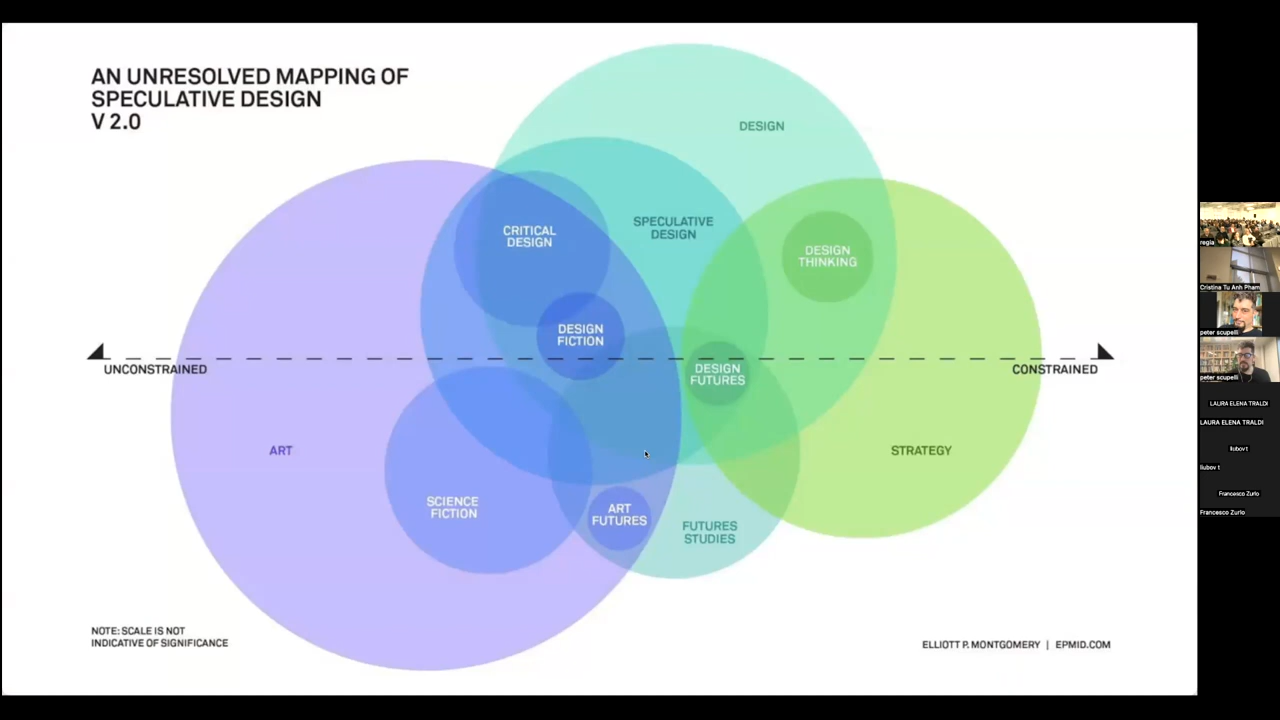 AN UNRESOLVED MAPPING OF
SPECULATIVE DESIGN
V 2.0
DESIGN
SPECULATIVE
DESIGN
CRITICAL
DESIGN
DESIGN
THINKING
DESIGN
FICTION
UNCONSTRAINED
CONSTRAINED
DESIGN
FUTURES
ART
STRATEGY
SCIENCE
FICTION
ART
FUTURES
FUTURES
STUDIES
NOTE: SCALE IS NOT
INDICATIVE OF SIGNIFICANCE
ELLIOTT P. MONTGOMERY | EPMID.COM
regia
Cristina Tu Anh Pham
peter scupelli
peter scupelli
LAURA ELENA TRALDI
LAURA ELENA TRALDI
liubov t
liubov t
Francesco Zurlo
Francesco Zurlo